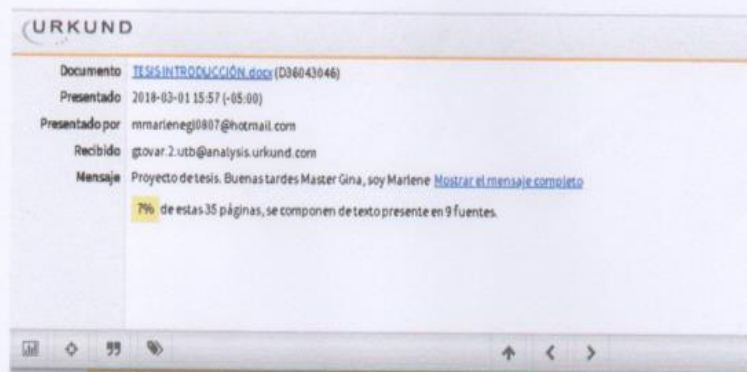 URKUND
Documento TESIS INTRODUCCIÓN.docx (D36043046)
Presentado 2018-03-01 15:57 (-05:00)
Presentado por mmarlenegl0807@hotmail.com
Recibido gtovar.2.utb@analysis.urkund.com
Mensaje Proyecto de tesis. Buenas tardes Master Gina, soy Marlene Mostrar el mensaje completo
7% de estas 35 páginas, se componen de texto presente en 9 fuentes.